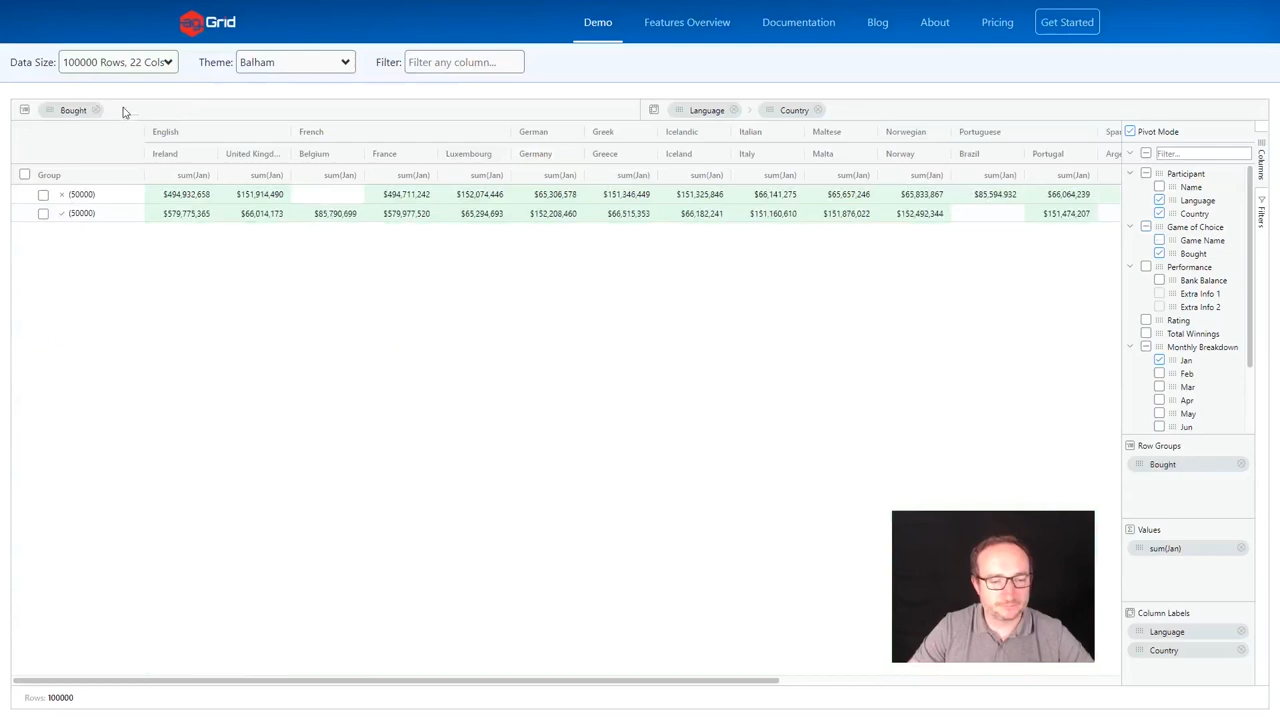 ag Grid
Demo Features Overview Documentation Blog About Pricing Get Started
Data Size: 100000 Rows, 22 Cols Theme: Balham Filter: Filter any column...
Bought Language Country
English French German Greek Icelandic Italian Maltese Norwegian Portuguese
Ireland United Kingd... Belgium France Luxembourg Germany Greece Iceland Italy Malta Norway Brazil Portugal
Group sum(Jan) sum(Jan) sum(Jan) sum(Jan) sum(Jan) sum(Jan) sum(Jan) sum(Jan) sum(Jan) sum(Jan) sum(Jan) sum(Jan) sum(Jan)
(50000) $494,932,658 $151,914,490 $494,711,242 $152,074,446 $65,306,578 $151,346,449 $151,325,846 $66,141,275 $65,657,246 $65,833,867 $85,594,932 $66,064,239
(50000) $579,775,365 $66,014,173 $85,790,699 $579,977,520 $65,294,693 $152,208,460 $66,515,353 $66,182,241 $151,160,610 $151,876,022 $152,492,344 $151,474,207
Pivot Mode
Filter...
Participant
Name
Language
Country
Game of Choice
Game Name
Bought
Performance
Bank Balance
Extra Info 1
Extra Info 2
Rating
Total Winnings
Monthly Breakdown
Jan
Feb
Mar
Apr
May
Jun
Columns
Filters
Row Groups
Bought
Values
sum(Jan)
Column Labels
Language
Country
Rows: 100000